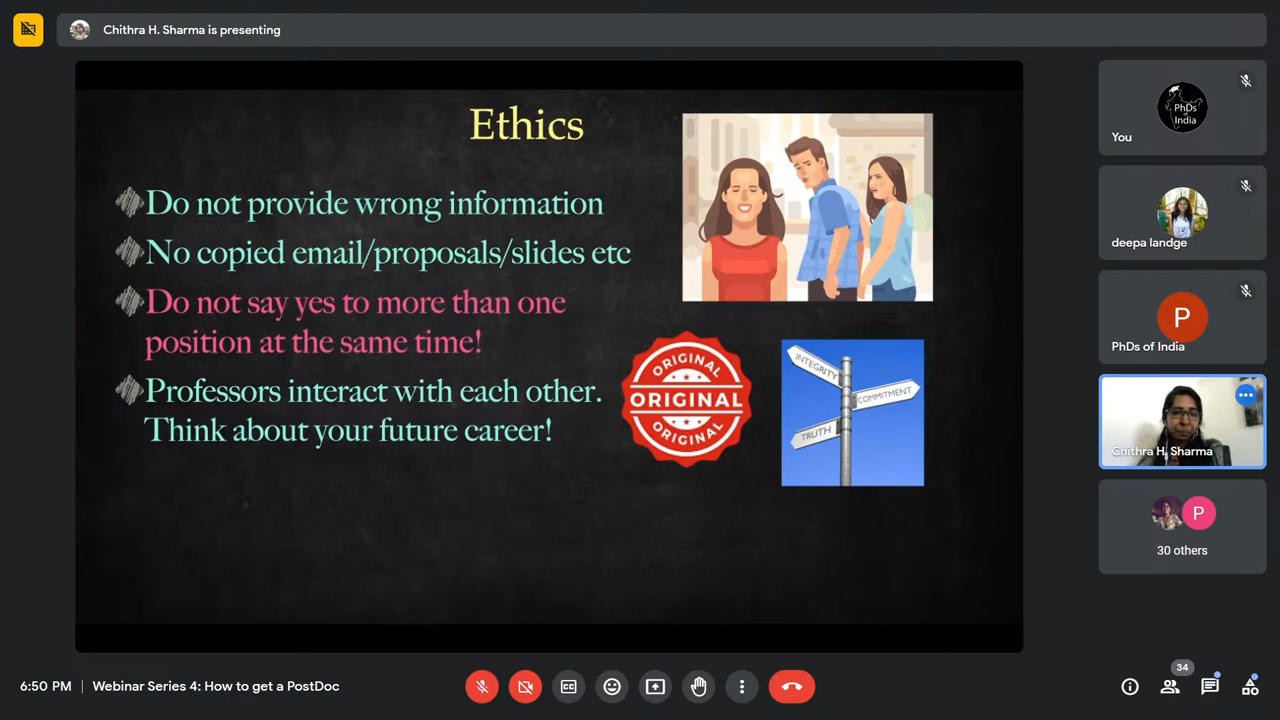 Chithra H. Sharma is presenting
Ethics
Do not provide wrong information
No copied email/proposals/slides etc
Do not say yes to more than one
position at the same time!
Professors interact with each other.
Think about your future career!
ORIGINAL
ORIGINAL
ORIGINAL
INTEGRITY
COMMITMENT
TRUTH
PhDs
of
India
You
deepa landge
P
PhDs of India
Chithra H. Sharma
P
30 others
6:50 PM | Webinar Series 4: How to get a PostDoc
CC
34